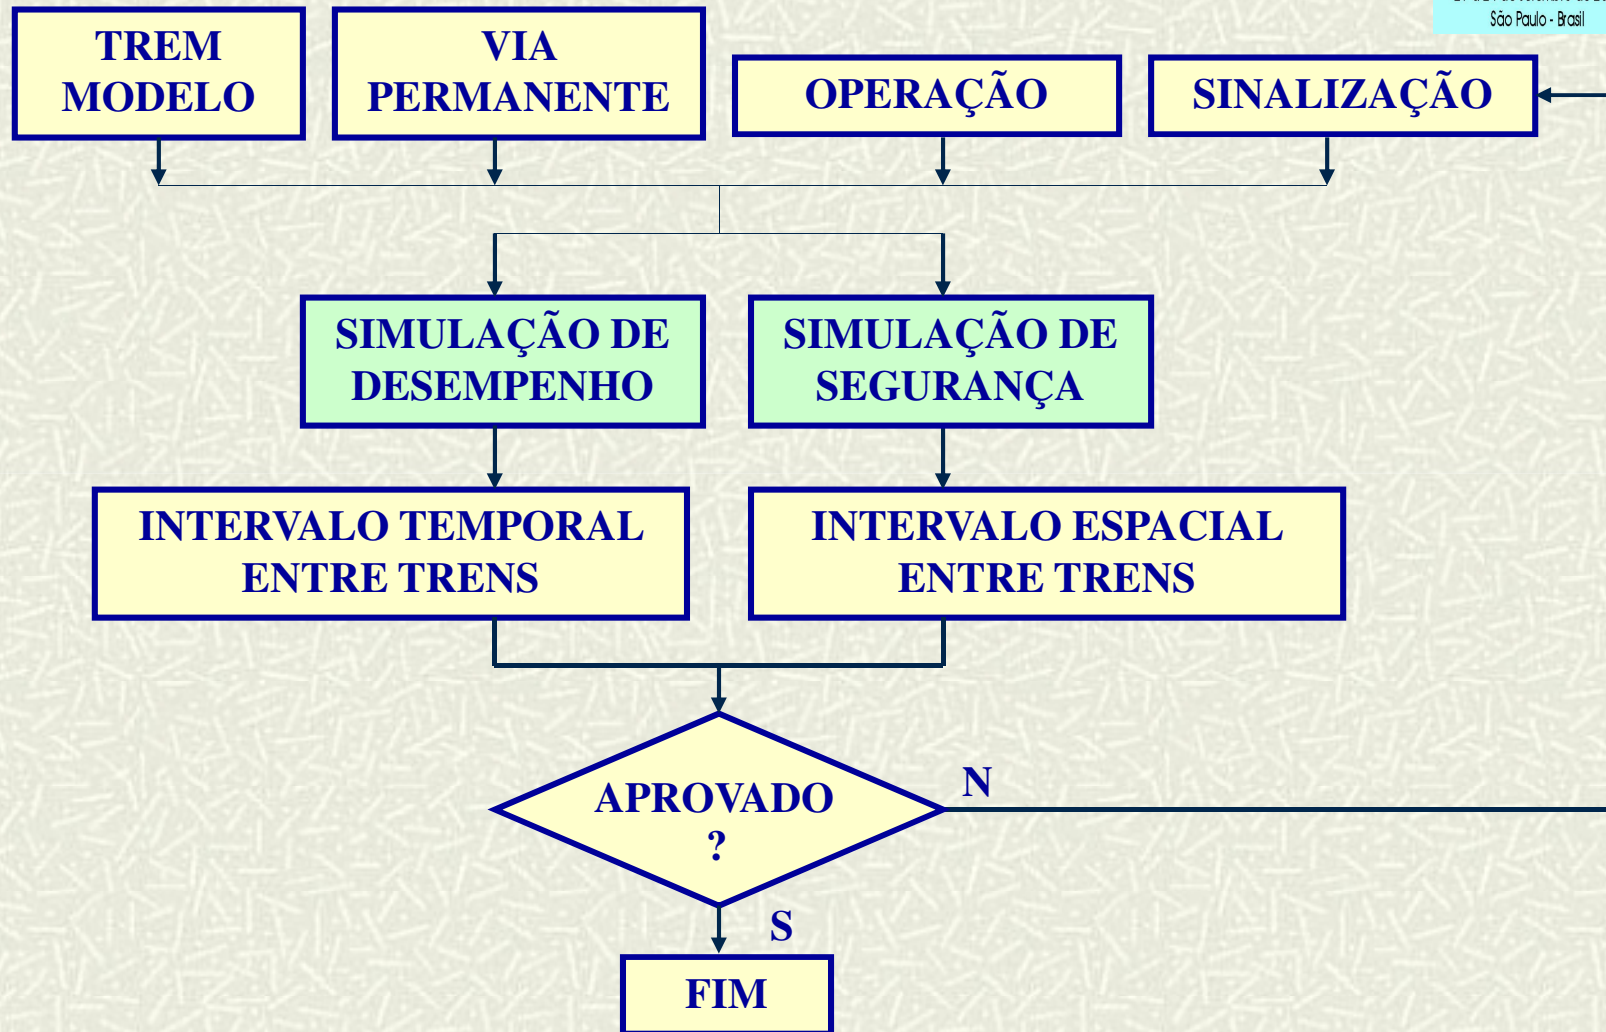 São Paulo - Brasil
TREM
MODELO
VIA
PERMANENTE
OPERAÇÃO
SINALIZAÇÃO
SIMULAÇÃO DE
DESEMPENHO
SIMULAÇÃO DE
SEGURANÇA
INTERVALO TEMPORAL
ENTRE TRENS
INTERVALO ESPACIAL
ENTRE TRENS
APROVADO
?
N
S
FIM